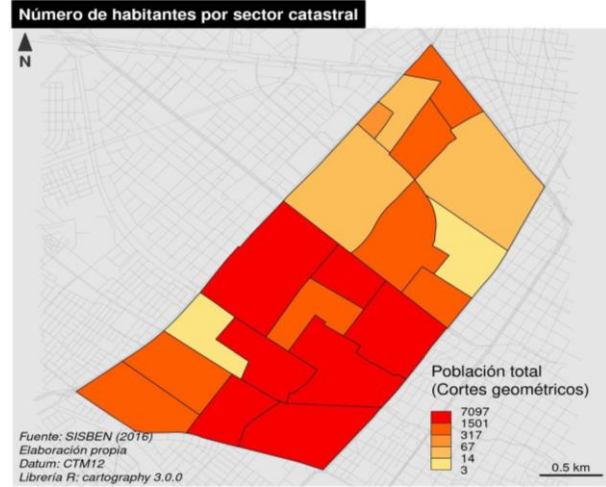 Número de habitantes por sector catastral
N
Población total
(Cortes geométricos)
7097
1501
317
67
14
3
Fuente: SISBEN (2016)
Elaboración propia
Datum: CTM12
Librería R: cartography 3.0.0
0.5 km